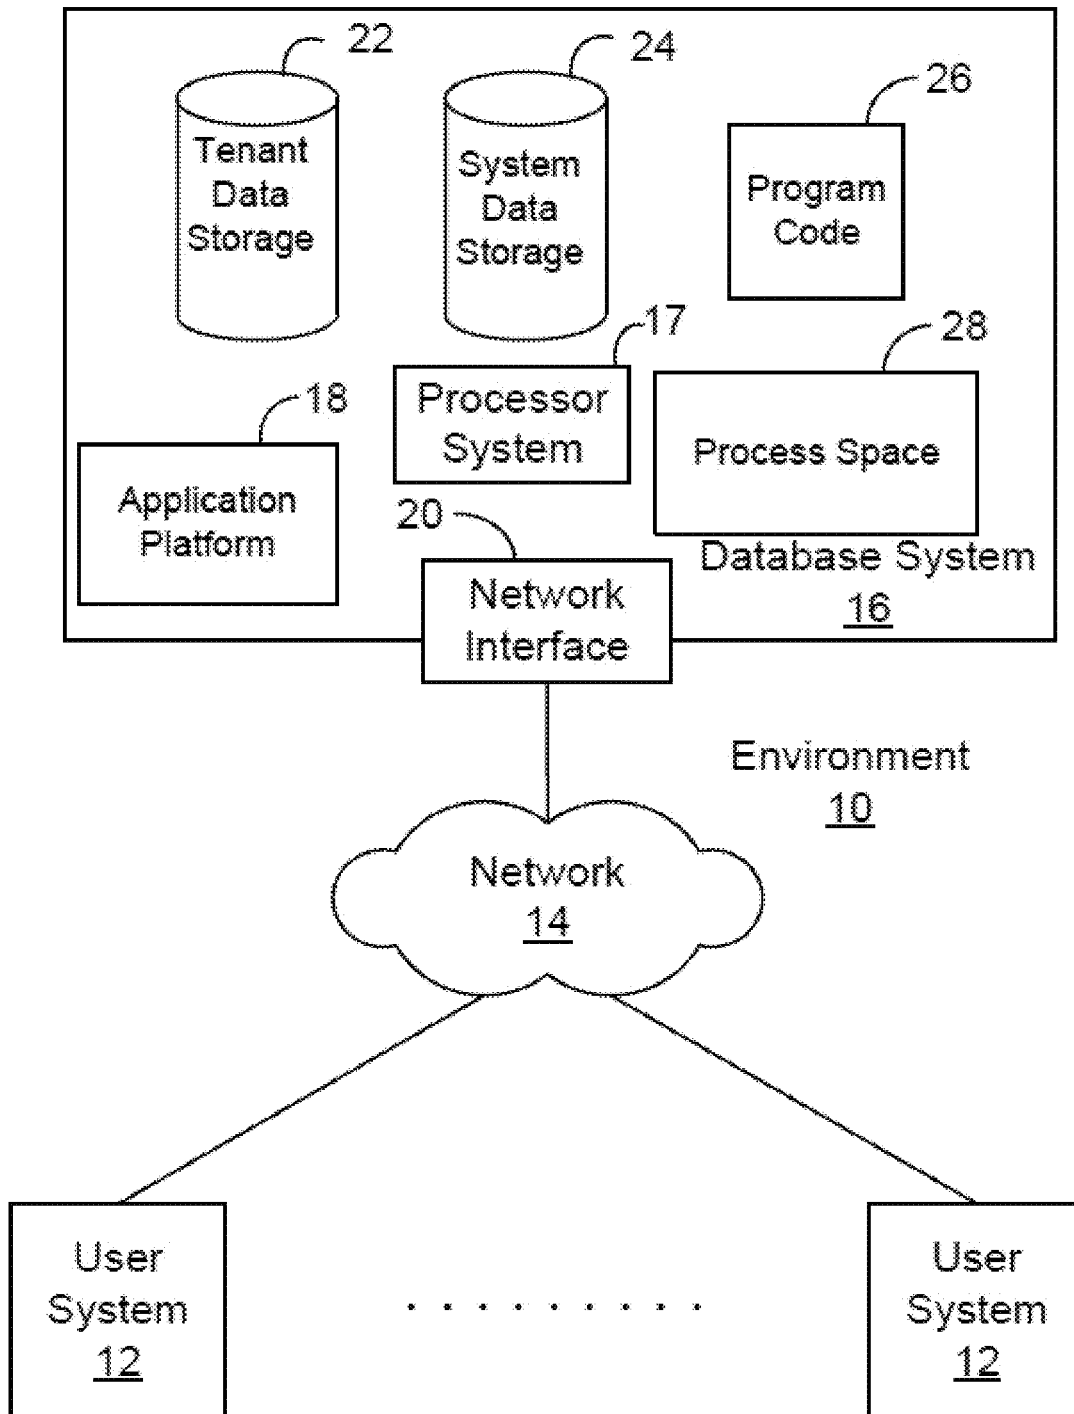 22
24
26
Tenant
Data
Storage
System
Data
Storage
Program
Code
17
28
18
Processor
System
Process Space
Application
Platform
20
Database System
16
Network
Interface
Environment
10
Network
14
User
System
12
User
System
12